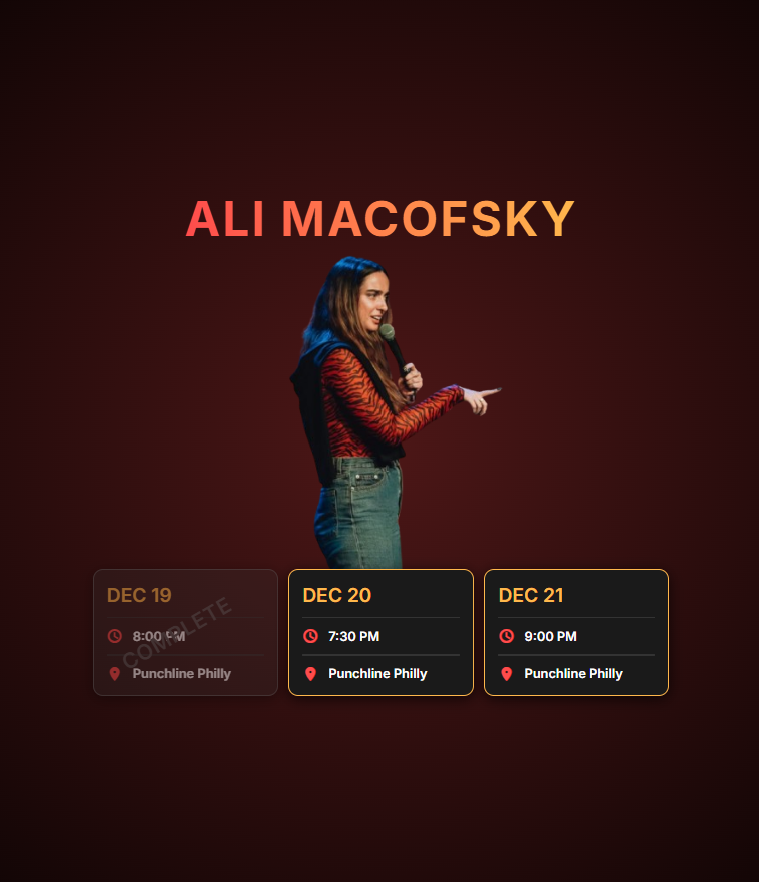 ALI MACOFSKY
DEC 19
8:00 PM
Punchline Philly
COMPLETE
DEC 20
7:30 PM
Punchline Philly
DEC 21
9:00 PM
Punchline Philly